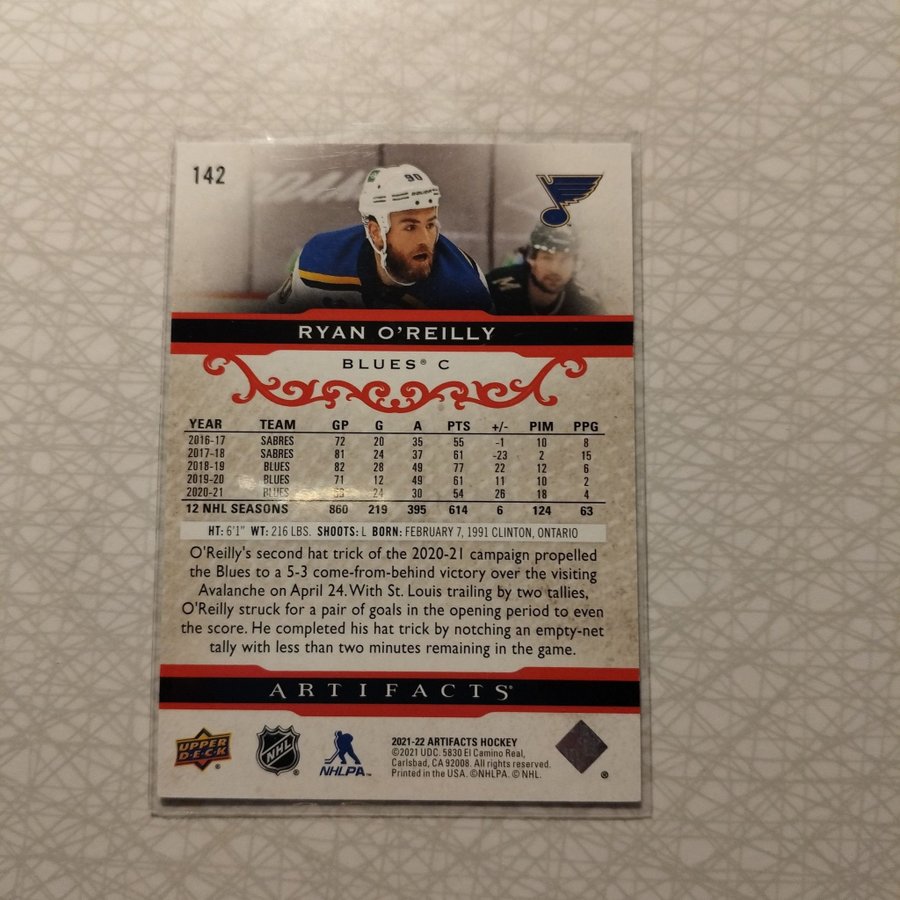 142
90
RYAN O'REILLY
BLUES® C
YEAR TEAM GP G A PTS +/- PIM PPG
2016-17 SABRES 72 20 35 55 -1 10 8
2017-18 SABRES 81 24 37 61 -23 2 15
2018-19 BLUES 82 28 49 77 22 12 6
2019-20 BLUES 71 12 49 61 11 10 2
2020-21 BLUES 24 30 54 26 18 4
12 NHL SEASONS 860 219 395 614 6 124 63
HT: 6'1" WT: 216 LBS. SHOOTS: L BORN: FEBRUARY 7, 1991 CLINTON, ONTARIO
O'Reilly's second hat trick of the 2020-21 campaign propelled
the Blues to a 5-3 come-from-behind victory over the visiting
Avalanche on April 24. With St. Louis trailing by two tallies,
O'Reilly struck for a pair of goals in the opening period to even
the score. He completed his hat trick by notching an empty-net
tally with less than two minutes remaining in the game.
ARTIFACTS®
UPPER
DECK
®
NHL
®
NHLPA™
2021-22 ARTIFACTS HOCKEY
©2021 UDC. 5830 El Camino Real,
Carlsbad, CA 92008. All rights reserved.
Printed in the USA. ©NHLPA. © NHL.
®